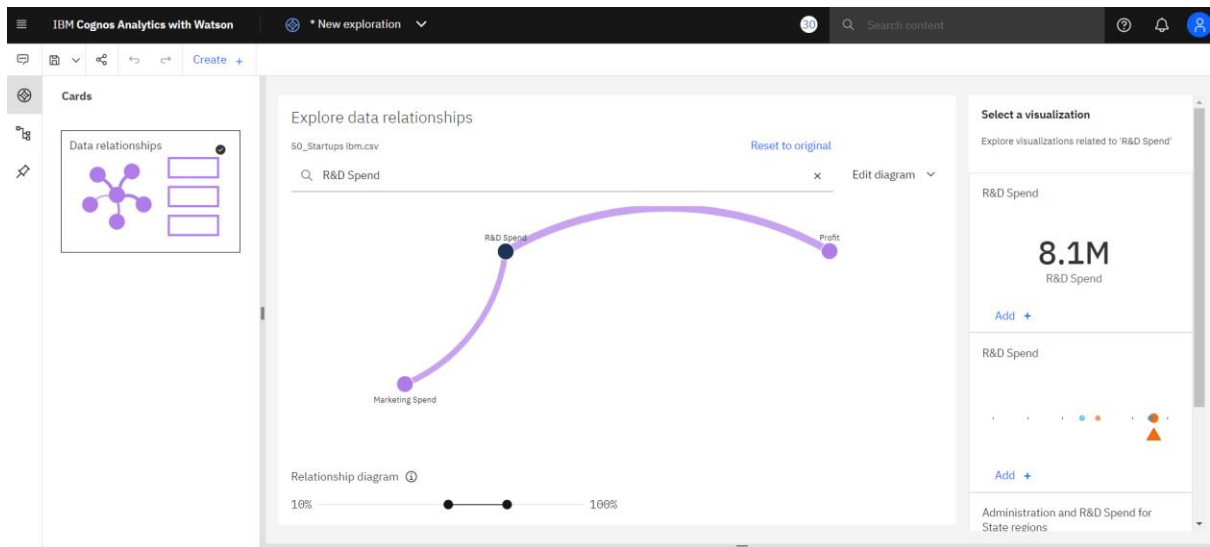 IBM Cognos Analytics with Watson
* New exploration
30
Search content
Create +
Cards
Data relationships
Explore data relationships
50_Startups ibm.csv
Reset to original
R&D Spend
Edit diagram
R&D Spend
Profit
Marketing Spend
Relationship diagram
10%
100%
Select a visualization
Explore visualizations related to 'R&D Spend'
R&D Spend
8.1M
R&D Spend
Add +
R&D Spend
Add +
Administration and R&D Spend for
State regions